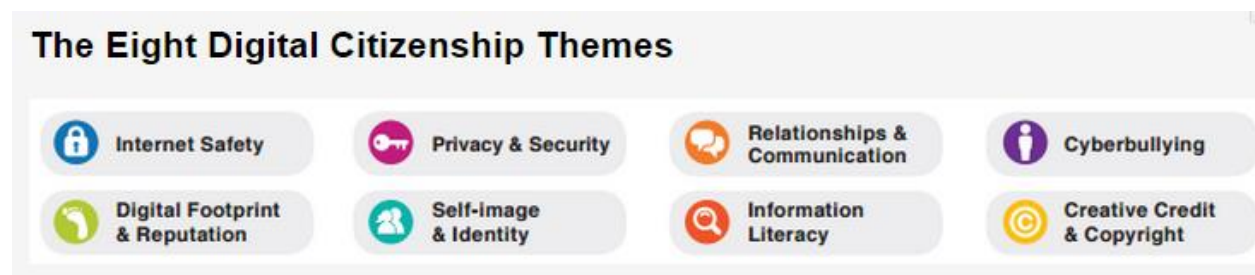 The Eight Digital Citizenship Themes
Internet Safety
Privacy & Security
Relationships &
Communication
Cyberbullying
Digital Footprint
& Reputation
Self-image
& Identity
Information
Literacy
Creative Credit
& Copyright